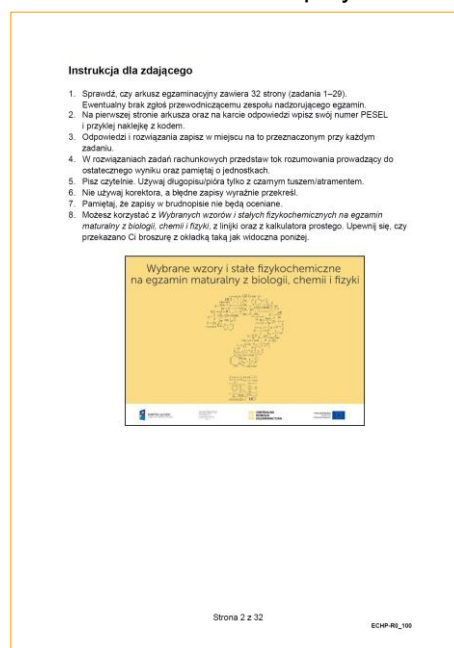 Instrukcja dla zdającego
1. Sprawdź, czy arkusz egzaminacyjny zawiera 32 strony (zadania 1–29).
Ewentualny brak zgłoś przewodniczącemu zespołu nadzorującego egzamin.
2. Na pierwszej stronie arkusza oraz na karcie odpowiedzi wpisz swój numer PESEL
i przyklej naklejkę z kodem.
3. Odpowiedzi i rozwiązania zapisz w miejscu na to przeznaczonym przy każdym
zadaniu.
4. W rozwiązaniach zadań rachunkowych przedstaw tok rozumowania prowadzący do
ostatecznego wyniku oraz pamiętaj o jednostkach.
5. Pisz czytelnie. Używaj długopisu/pióra tylko z czarnym tuszem/atramentem.
6. Nie używaj korektora, a błędne zapisy wyraźnie przekreśl.
7. Pamiętaj, że zapisy w brudnopisie nie będą oceniane.
8. Możesz korzystać z Wybranych wzorów i stałych fizykochemicznych na egzamin
maturalny z biologii, chemii i fizyki, z linijki oraz z kalkulatora prostego. Upewnij się, czy
przekazano Ci broszurę z okładką taką jak widoczna poniżej.
Wybrane wzory i stałe fizykochemiczne
na egzamin maturalny z biologii, chemii i fizyki
Strona 2 z 32
ECHP-R0_100